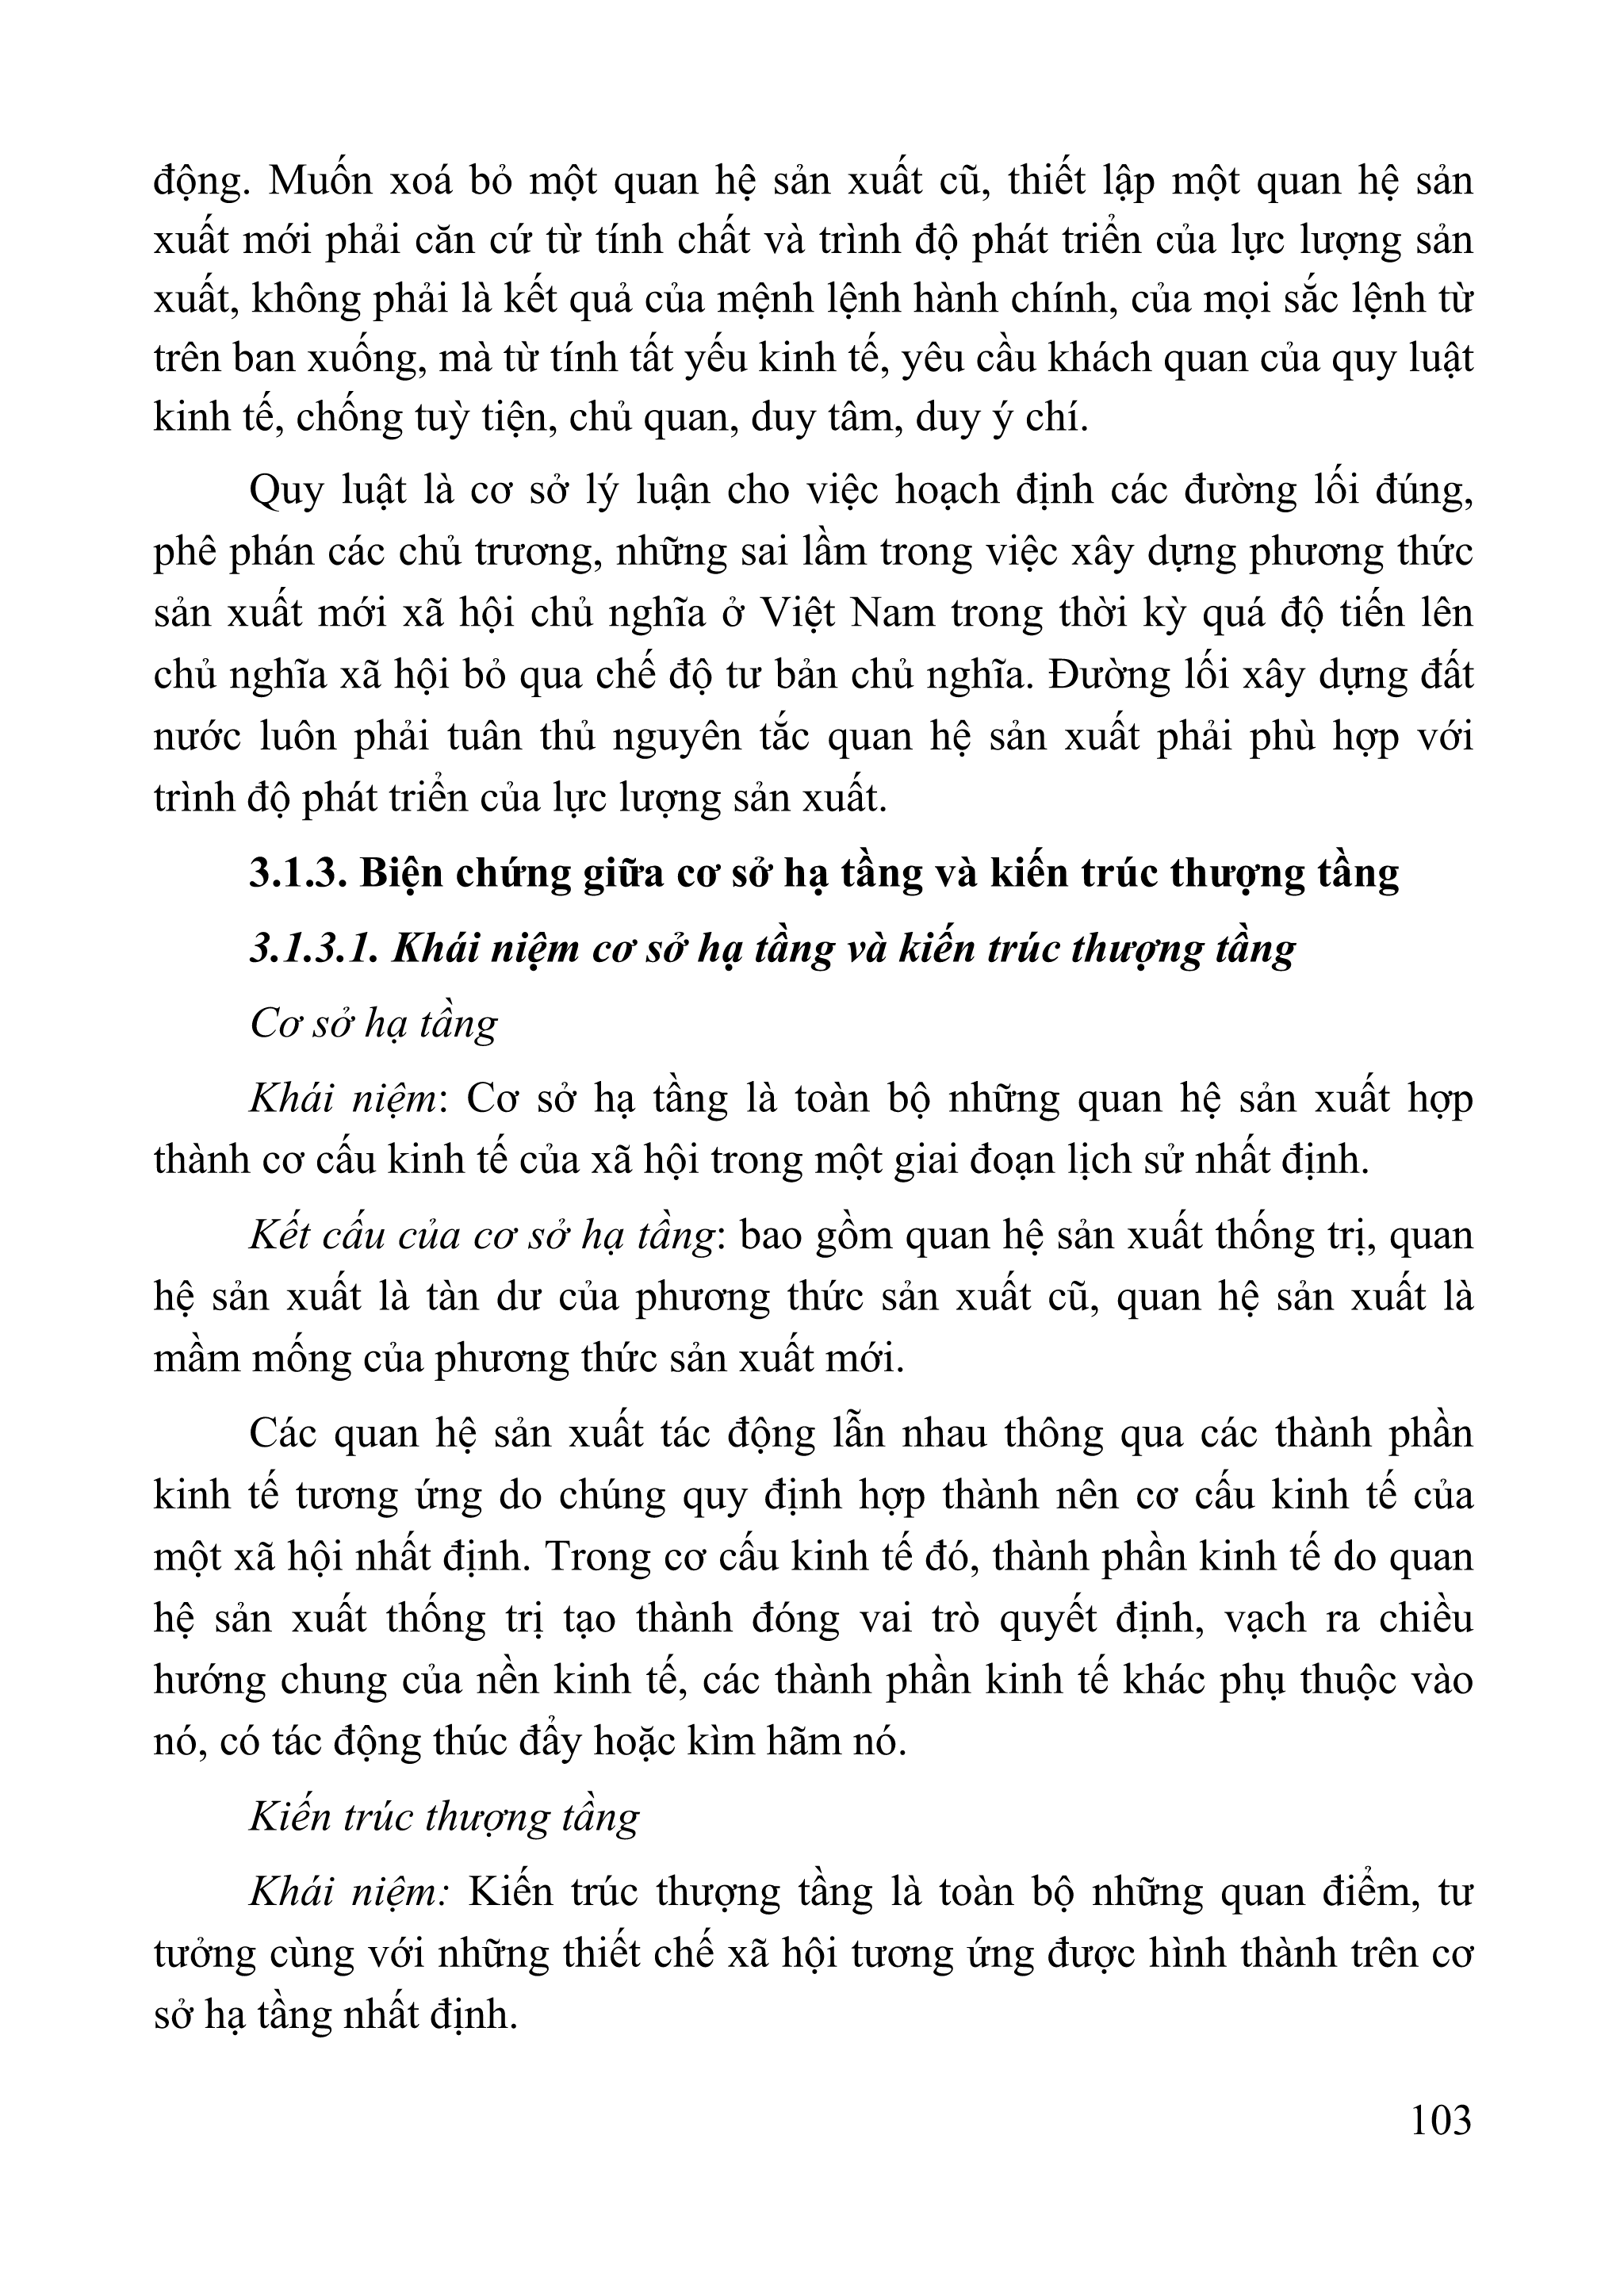 động. Muốn xoá bỏ một quan hệ sản xuất cũ, thiết lập một quan hệ sản
xuất mới phải căn cứ từ tính chất và trình độ phát triển của lực lượng sản
xuất, không phải là kết quả của mệnh lệnh hành chính, của mọi sắc lệnh từ
trên ban xuống, mà từ tính tất yếu kinh tế, yêu cầu khách quan của quy luật
kinh tế, chống tuỳ tiện, chủ quan, duy tâm, duy ý chí.
Quy luật là cơ sở lý luận cho việc hoạch định các đường lối đúng,
phê phán các chủ trương, những sai lầm trong việc xây dựng phương thức
sản xuất mới xã hội chủ nghĩa ở Việt Nam trong thời kỳ quá độ tiến lên
chủ nghĩa xã hội bỏ qua chế độ tư bản chủ nghĩa. Đường lối xây dựng đất
nước luôn phải tuân thủ nguyên tắc quan hệ sản xuất phải phù hợp với
trình độ phát triển của lực lượng sản xuất.
3.1.3. Biện chứng giữa cơ sở hạ tầng và kiến trúc thượng tầng
3.1.3.1. Khái niệm cơ sở hạ tầng và kiến trúc thượng tầng
Cơ sở hạ tầng
Khái niệm: Cơ sở hạ tầng là toàn bộ những quan hệ sản xuất hợp
thành cơ cấu kinh tế của xã hội trong một giai đoạn lịch sử nhất định.
Kết cấu của cơ sở hạ tầng: bao gồm quan hệ sản xuất thống trị, quan
hệ sản xuất là tàn dư của phương thức sản xuất cũ, quan hệ sản xuất là
mầm mống của phương thức sản xuất mới.
Các quan hệ sản xuất tác động lẫn nhau thông qua các thành phần
kinh tế tương ứng do chúng quy định hợp thành nên cơ cấu kinh tế của
một xã hội nhất định. Trong cơ cấu kinh tế đó, thành phần kinh tế do quan
hệ sản xuất thống trị tạo thành đóng vai trò quyết định, vạch ra chiều
hướng chung của nền kinh tế, các thành phần kinh tế khác phụ thuộc vào
nó, có tác động thúc đẩy hoặc kìm hãm nó.
Kiến trúc thượng tầng
Khái niệm: Kiến trúc thượng tầng là toàn bộ những quan điểm, tư
tưởng cùng với những thiết chế xã hội tương ứng được hình thành trên cơ
sở hạ tầng nhất định.
103